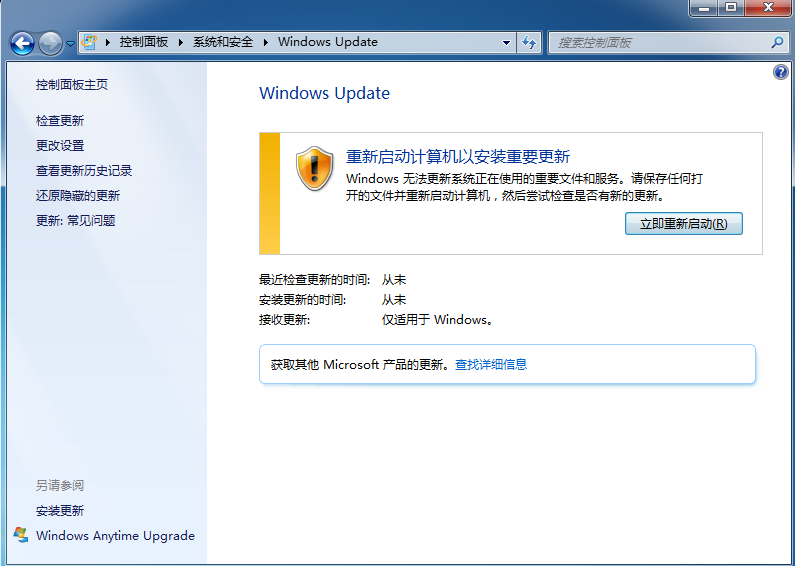 控制面板 系统和安全 Windows Update 搜索控制面板
控制面板主页
检查更新
更改设置
查看更新历史记录
还原隐藏的更新
更新: 常见问题
Windows Update
重新启动计算机以安装重要更新
Windows 无法更新系统正在使用的重要文件和服务。请保存任何打
开的文件并重新启动计算机，然后尝试检查是否有新的更新。
立即重新启动(R)
最近检查更新的时间: 从未
安装更新的时间: 从未
接收更新: 仅适用于 Windows。
获取其他 Microsoft 产品的更新。查找详细信息
另请参阅
安装更新
Windows Anytime Upgrade